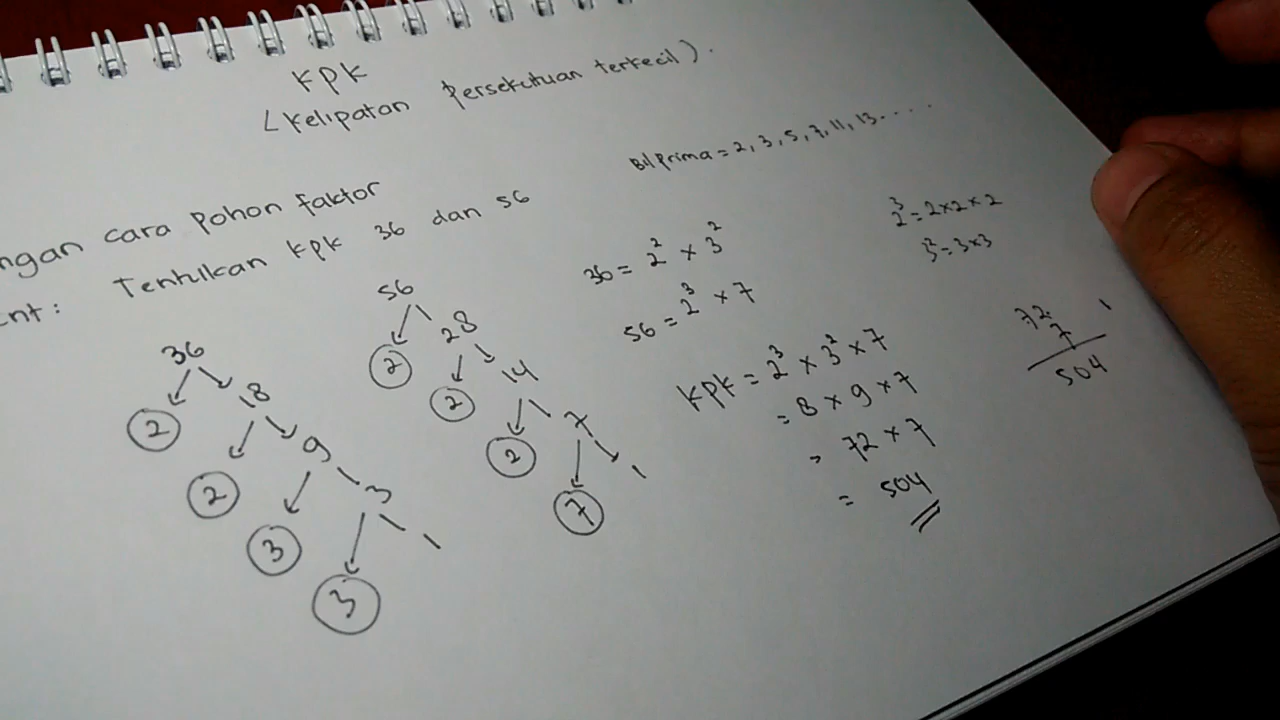 KPK
(Kelipatan Persekutuan terkecil).
Bil Prima = 2, 3, 5, 7, 11, 13....
ngan cara Pohon faktor
nt: Tentukan KPK 36 dan 56
36
2 18
2 9
3 3
3 1
56
2 28
2 14
2 7
7 1
36 = 2² × 3²
56 = 2³ × 7
KPK = 2³ × 3² × 7
= 8 × 9 × 7
= 72 × 7
= 504
2³ = 2×2×2
3² = 3×3
1
72
7
504